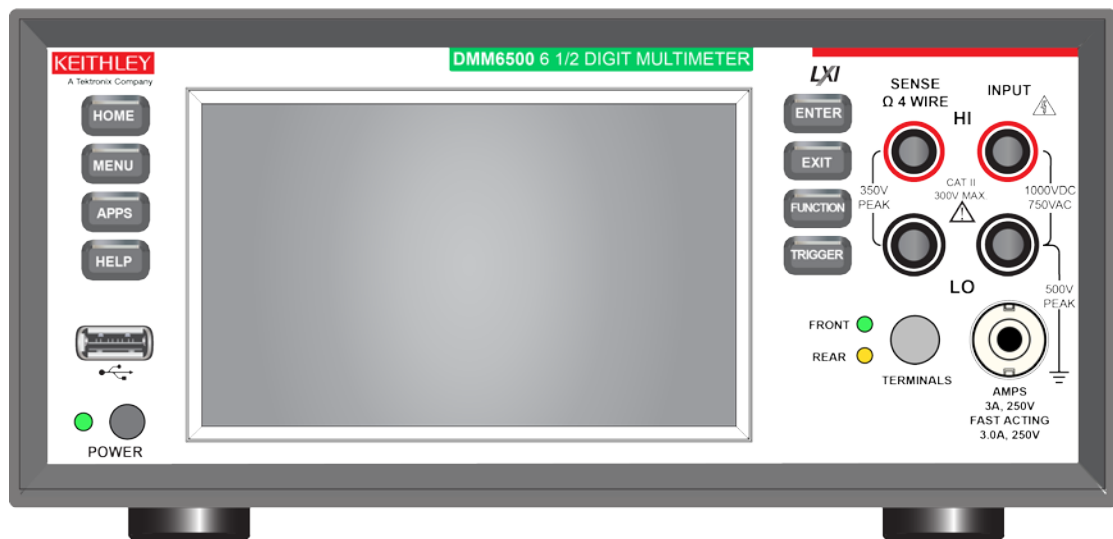 KEITHLEY
A Tektronix Company
DMM6500 6 1/2 DIGIT MULTIMETER
LXI
HOME
MENU
APPS
HELP
POWER
ENTER
EXIT
FUNCTION
TRIGGER
SENSE
Ω 4 WIRE
INPUT
HI
350V
PEAK
CAT II
300V MAX.
1000VDC
750VAC
LO
500V
PEAK
FRONT
REAR
TERMINALS
AMPS
3A, 250V
FAST ACTING
3.0A, 250V